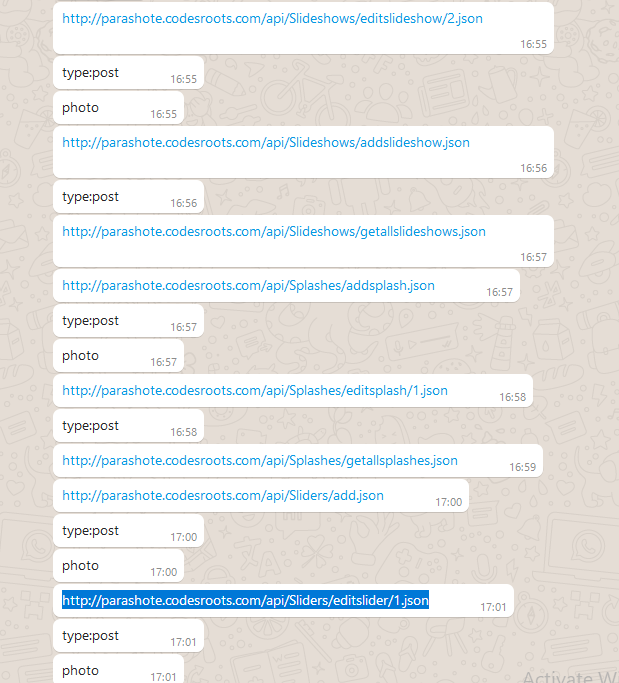 http://parashote.codesroots.com/api/Slideshows/editslideshow/2.json
16:55
type:post
16:55
photo
16:55
http://parashote.codesroots.com/api/Slideshows/addslideshow.json
16:56
type:post
16:56
http://parashote.codesroots.com/api/Slideshows/getallslideshows.json
16:57
http://parashote.codesroots.com/api/Splashes/addsplash.json
16:57
type:post
16:57
photo
16:57
http://parashote.codesroots.com/api/Splashes/editsplash/1.json
16:58
type:post
16:58
http://parashote.codesroots.com/api/Splashes/getallsplashes.json
16:59
http://parashote.codesroots.com/api/Sliders/add.json
17:00
type:post
17:00
photo
17:00
http://parashote.codesroots.com/api/Sliders/editslider/1.json
17:01
type:post
17:01
photo
17:01
Activate W